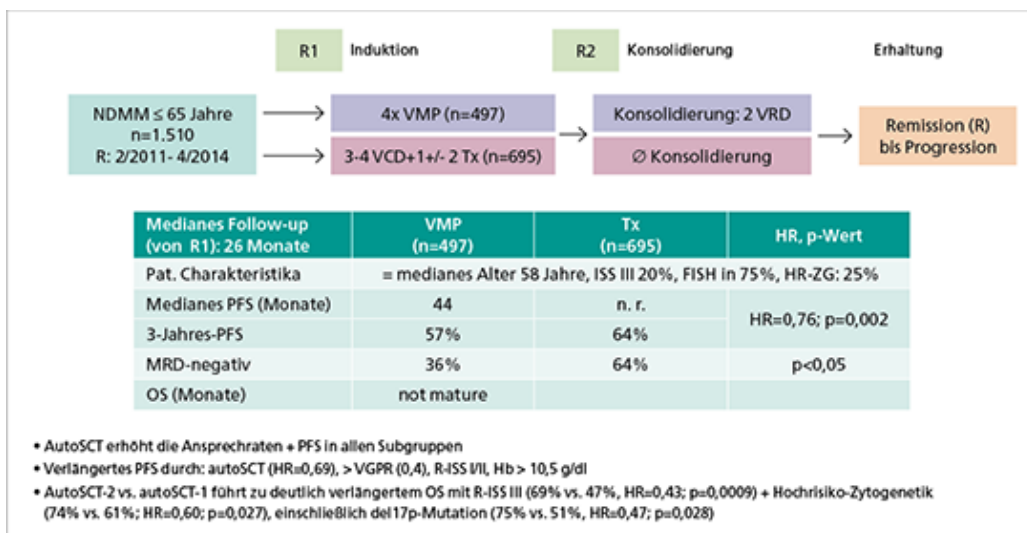 R1 Induktion R2 Konsolidierung Erhaltung
NDMM ≤ 65 Jahre
n=1.510
R: 2/2011- 4/2014
4x VMP (n=497)
3-4 VCD+1+/- 2 Tx (n=695)
Konsolidierung: 2 VRD
∅ Konsolidierung
Remission (R)
bis Progression
Medianes Follow-up
(von R1): 26 Monate
VMP
(n=497)
Tx
(n=695)
HR, p-Wert
Pat. Charakteristika = medianes Alter 58 Jahre, ISS III 20%, FISH in 75%, HR-ZG: 25%
Medianes PFS (Monate) 44 n. r.
HR=0,76; p=0,002
3-Jahres-PFS 57% 64%
MRD-negativ 36% 64% p<0,05
OS (Monate) not mature
• AutoSCT erhöht die Ansprechraten + PFS in allen Subgruppen
• Verlängertes PFS durch: autoSCT (HR=0,69), > VGPR (0,4), R-ISS I/II, Hb > 10,5 g/dl
• AutoSCT-2 vs. autoSCT-1 führt zu deutlich verlängertem OS mit R-ISS III (69% vs. 47%, HR=0,43; p=0,0009) + Hochrisiko-Zytogenetik
(74% vs. 61%; HR=0,60; p=0,027), einschließlich del17p-Mutation (75% vs. 51%, HR=0,47; p=0,028)